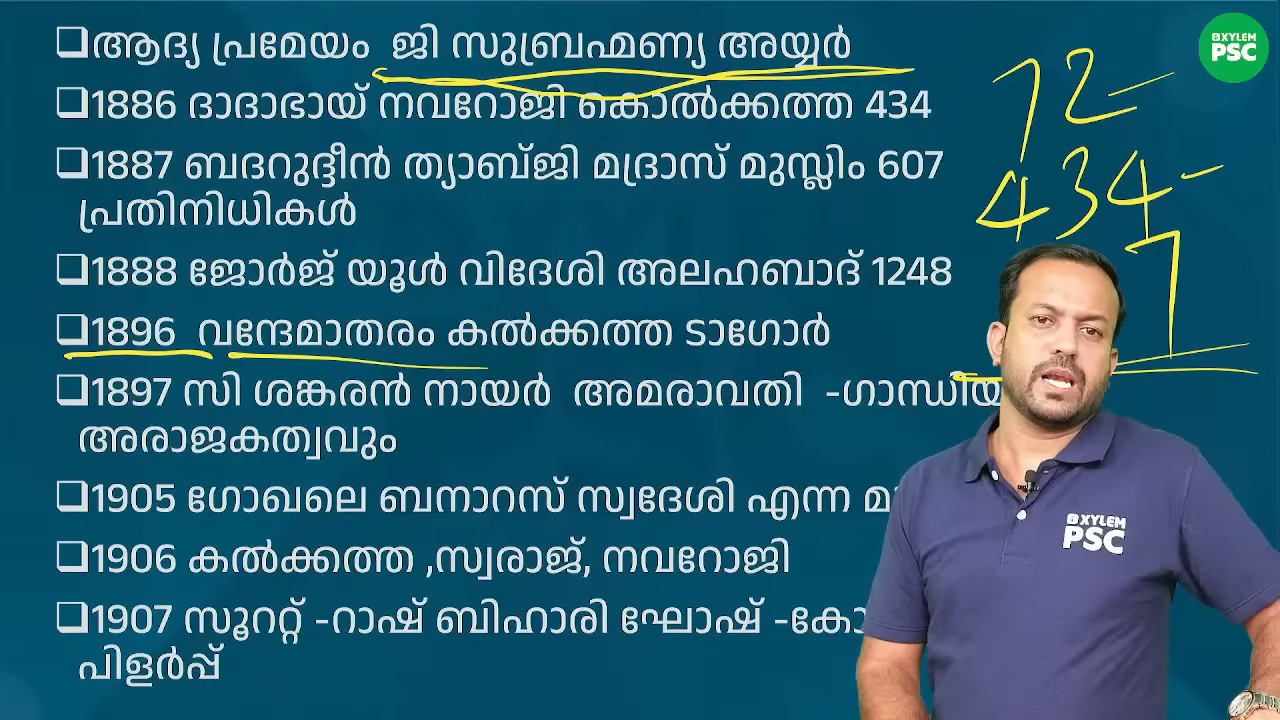 ❑ആദ്യ പ്രമേയം ജി സുബ്രഹ്മണ്യ അയ്യർ
❑1886 ദാദാഭായ് നവറോജി കൊൽക്കത്ത 434
❑1887 ബദറുദ്ദീൻ ത്യാബ്ജി മദ്രാസ് മുസ്ലിം 607
പ്രതിനിധികൾ
❑1888 ജോർജ് യൂൾ വിദേശി അലഹബാദ് 1248
❑1896 വന്ദേമാതരം കൽക്കത്ത ടാഗോർ
❑1897 സി ശങ്കരൻ നായർ അമരാവതി -ഗാന്ധിയ
അരാജകത്വവും
❑1905 ഗോഖലെ ബനാറസ് സ്വദേശി എന്ന
❑1906 കൽക്കത്ത ,സ്വരാജ്, നവറോജി
❑1907 സൂററ്റ് -റാഷ് ബിഹാരി ഘോഷ് -കോ
പിളർപ്പ്
72-
434-
7
XYLEM
PSC
XYLEM
PSC